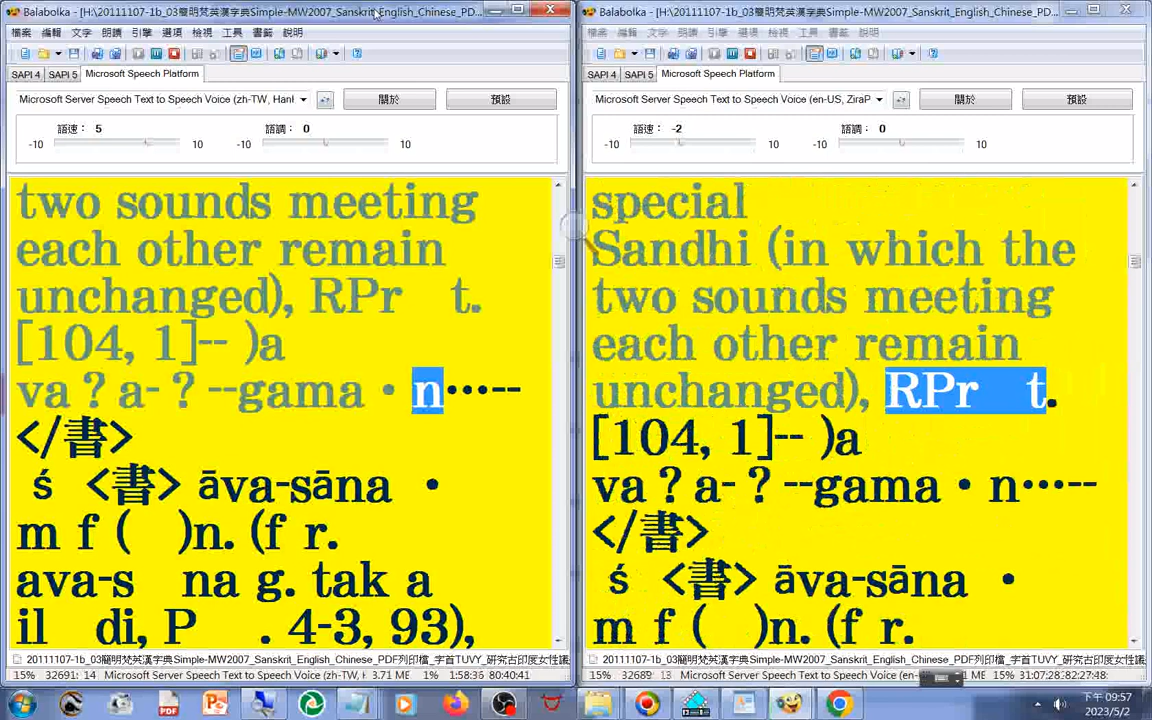 Balabolka - [H:\20111107-1b_03簡明梵英漢字典Simple-MW2007_Sanskrit_English_Chinese_PD...
檔案 編輯 文字 朗讀 引擎 選項 檢視 工具 書籤 說明
SAPI 4 SAPI 5 Microsoft Speech Platform
Microsoft Server Speech Text to Speech Voice (zh-TW, Hanl
關於 預設
語速： 5 語調： 0
-10 10 -10 10
two sounds meeting
each other remain
unchanged), RPr t.
[104, 1]-- )a
va ? a- ? --gama • n•••--
</書>
ś <書> āva-sāna •
m f ( )n. (f r.
ava-s na g. tak a
il di, P . 4-3, 93),
20111107-1b_03簡明梵英漢字典Simple-MW2007_Sanskrit_English_Chinese_PDF列印檔_字首TUVY_研究古印度女性議
15% 32691: 14 Microsoft Server Speech Text to Speech Voice (zh-TW, H 3.71 ME 1% 1:58:36 80:40:41
Balabolka - [H:\20111107-1b_03簡明梵英漢字典Simple-MW2007_Sanskrit_English_Chinese_PD...
檔案 編輯 文字 朗讀 引擎 選項 檢視 工具 書籤 說明
SAPI 4 SAPI 5 Microsoft Speech Platform
Microsoft Server Speech Text to Speech Voice (en-US, ZiraP
關於 預設
語速： -2 語調： 0
-10 10 -10 10
special
Sandhi (in which the
two sounds meeting
each other remain
unchanged), RPr t.
[104, 1]-- )a
va ? a- ? --gama • n•••--
</書>
ś <書> āva-sāna •
m f ( )n. (f r.
20111107-1b_03簡明梵英漢字典Simple-MW2007_Sanskrit_English_Chinese_PDF列印檔_字首TUVY_研究古印度女性議
15% 32689: 13 Microsoft Server Speech Text to Speech Voice (en- 15% 31:07:28:82:27:48:
下午 09:57
2023/5/2